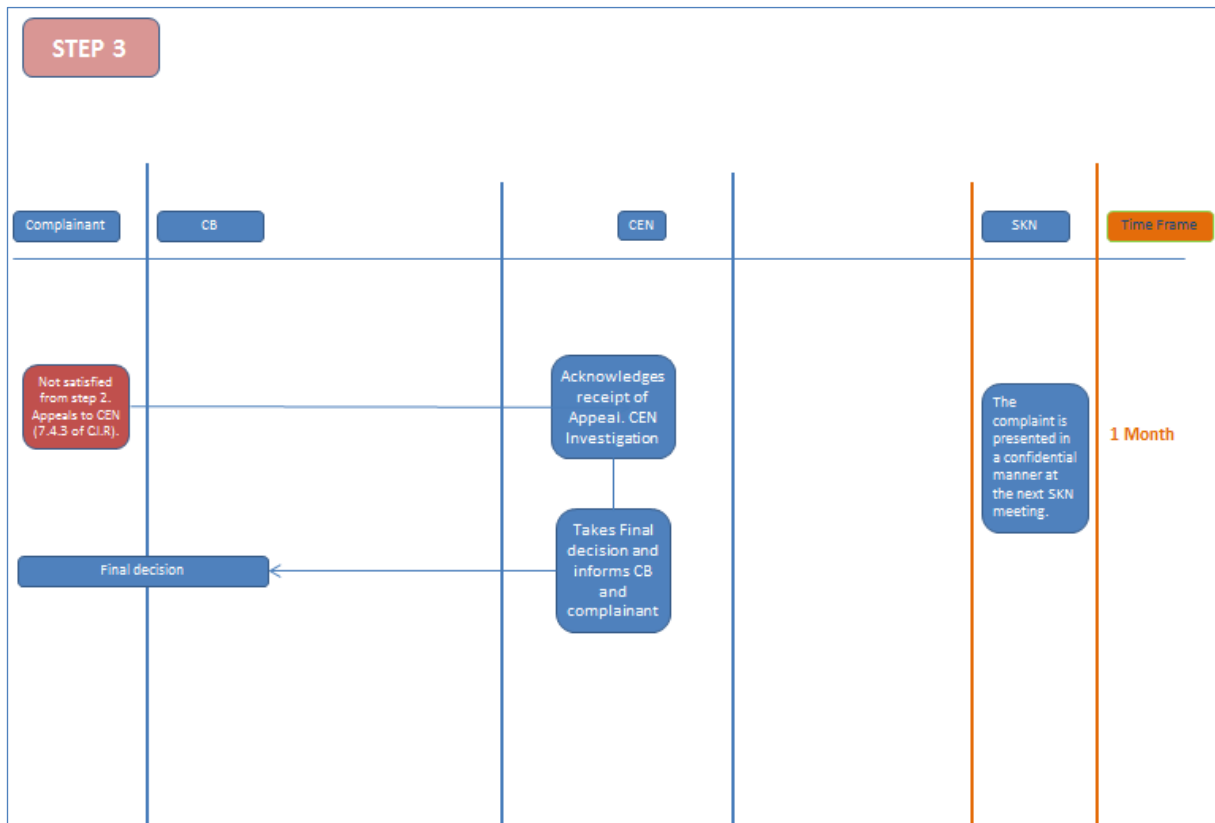 STEP 3
Complainant
CB
CEN
SKN
Time Frame
Not satisfied
from step 2.
Appeals to CEN
(7.4.3 of C.I.R).
Acknowledges
receipt of
Appeal. CEN
Investigation
The
complaint is
presented in
a confidential
manner at
the next SKN
meeting.
1 Month
Takes Final
decision and
informs CB
and
complainant
Final decision